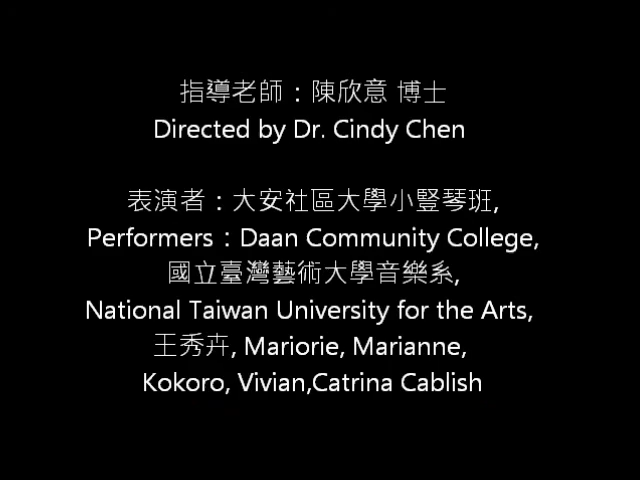 指導老師：陳欣意 博士
Directed by Dr. Cindy Chen
表演者：大安社區大學小豎琴班,
Performers：Daan Community College,
國立臺灣藝術大學音樂系,
National Taiwan University for the Arts,
王秀卉, Mariorie, Marianne,
Kokoro, Vivian,Catrina Cablish